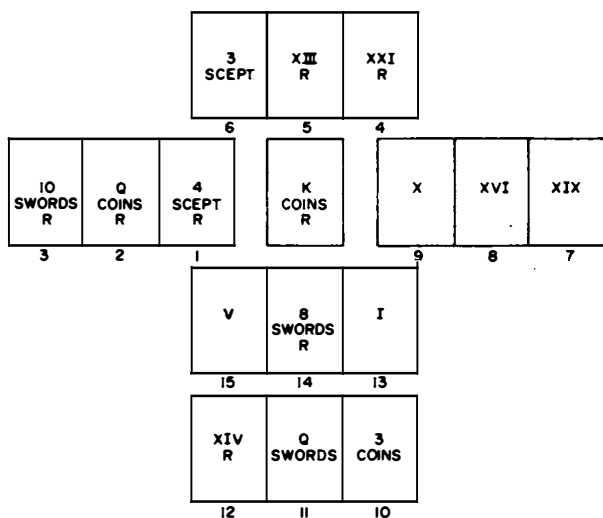 3 SCEPT
XIII R
XXI R
6 5 4
10 SWORDS R
Q COINS R
4 SCEPT R
K COINS R
X
XVI
XIX
3 2 1 9 8 7
V
8 SWORDS R
I
15 14 13
XIV R
Q SWORDS
3 COINS
12 11 10